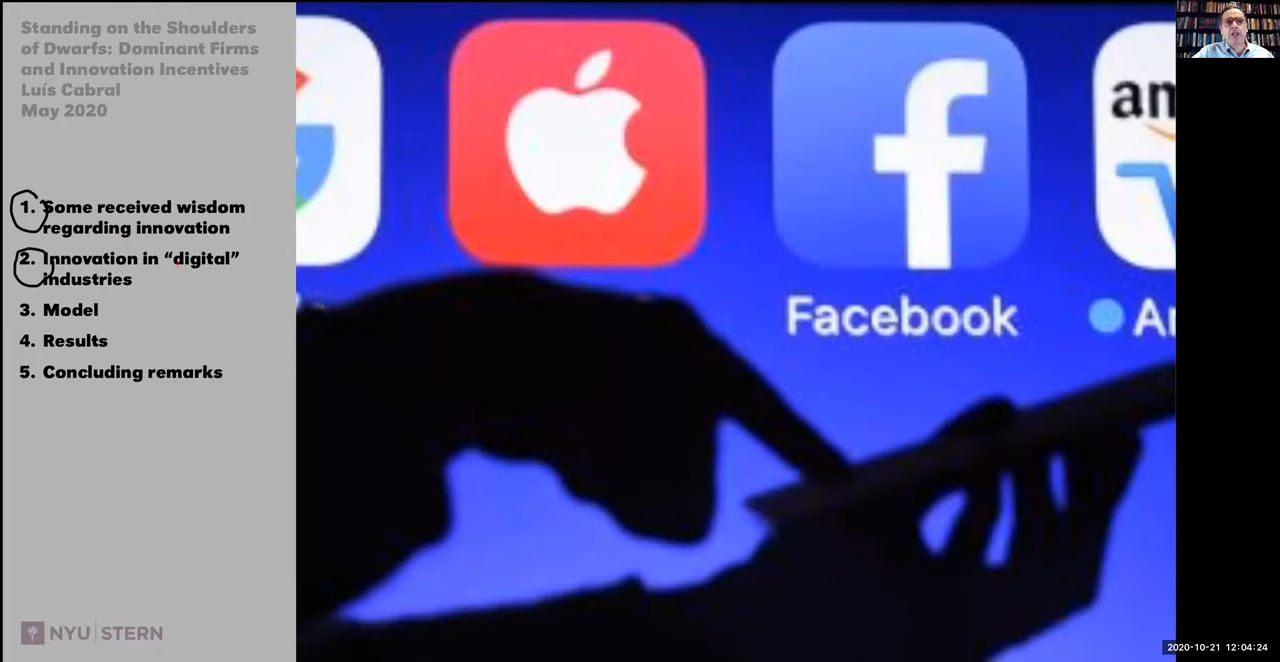 Standing on the Shoulders
of Dwarfs: Dominant Firms
and Innovation Incentives
Luís Cabral
May 2020
1. Some received wisdom
regarding innovation
2. Innovation in “digital”
industries
3. Model
4. Results
5. Concluding remarks
NYU STERN
Facebook
2020-10-21 12:04:24